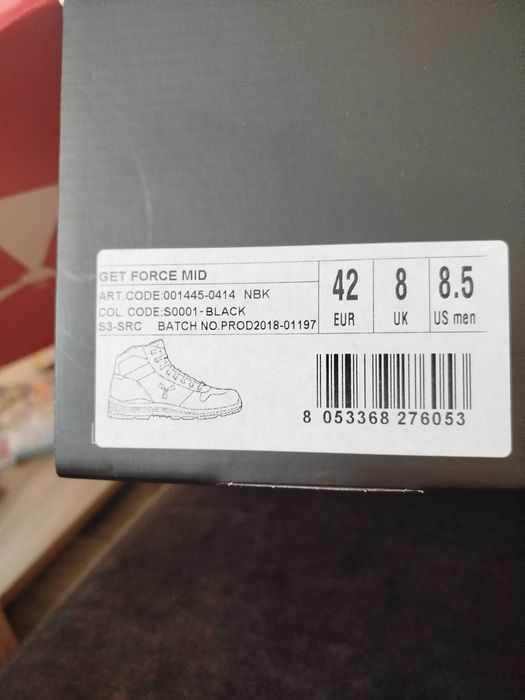 GET FORCE MID
ART.CODE:001445-0414 NBK
COL. CODE:S0001-BLACK
S3-SRC BATCH NO.PROD2018-01197
42 8 8.5
EUR UK US men
8 053368 276053